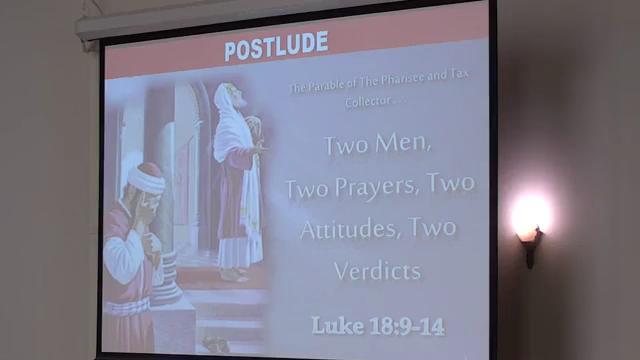 POSTLUDE
The Parable of The Pharisee and Tax
Collector...
Two Men,
Two Prayers, Two
Attitudes, Two
Verdicts
Luke 18:9-14